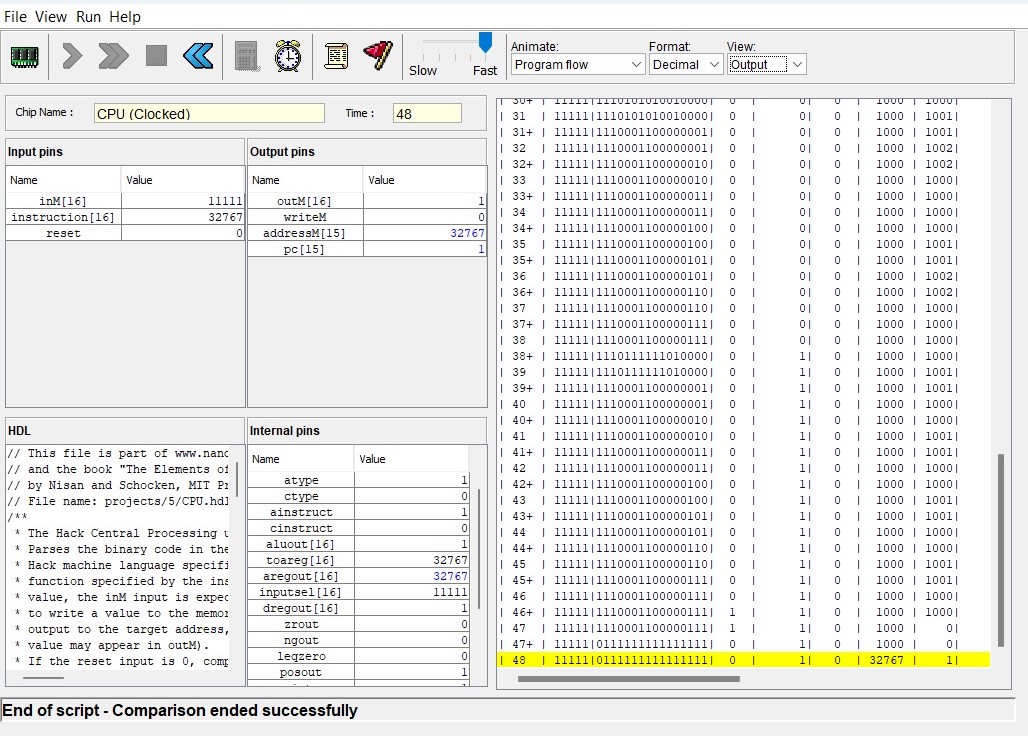 File View Run Help
Animate: Format: View:
Slow Fast Program flow Decimal Output
Chip Name : CPU (Clocked) Time : 48
Input pins
Name Value
inM[16] 11111
instruction[16] 32767
reset 0
Output pins
Name Value
outM[16] 1
writeM 0
addressM[15] 32767
pc[15] 1
HDL
// This file is part of www.nand
// and the book "The Elements of
// by Nisan and Schocken, MIT Pr
// File name: projects/5/CPU.hdl
/**
* The Hack Central Processing u
* Parses the binary code in the
* Hack machine language specifi
* function specified by the ins
* value, the inM input is expec
* to write a value to the memor
* output to the target address,
* value may appear in outM).
* If the reset input is 0, comp
Internal pins
Name Value
atype 1
ctype 0
ainstruct 1
cinstruct 0
aluout[16] 1
toareg[16] 32767
aregout[16] 32767
inputsel[16] 11111
dregout[16] 1
zrout 0
ngout 0
leqzero 0
posout 1
| 30+ | 11111|1110101010010000| 0 | 0| 0 | 1000 | 1000|
| 31 | 11111|1110101010010000| 0 | 0| 0 | 1000 | 1001|
| 31+ | 11111|1110001100000001| 0 | 0| 0 | 1000 | 1001|
| 32 | 11111|1110001100000001| 0 | 0| 0 | 1000 | 1002|
| 32+ | 11111|1110001100000010| 0 | 0| 0 | 1000 | 1002|
| 33 | 11111|1110001100000010| 0 | 0| 0 | 1000 | 1000|
| 33+ | 11111|1110001100000011| 0 | 0| 0 | 1000 | 1000|
| 34 | 11111|1110001100000011| 0 | 0| 0 | 1000 | 1000|
| 34+ | 11111|1110001100000100| 0 | 0| 0 | 1000 | 1000|
| 35 | 11111|1110001100000100| 0 | 0| 0 | 1000 | 1001|
| 35+ | 11111|1110001100000101| 0 | 0| 0 | 1000 | 1001|
| 36 | 11111|1110001100000101| 0 | 0| 0 | 1000 | 1002|
| 36+ | 11111|1110001100000110| 0 | 0| 0 | 1000 | 1002|
| 37 | 11111|1110001100000110| 0 | 0| 0 | 1000 | 1000|
| 37+ | 11111|1110001100000111| 0 | 0| 0 | 1000 | 1000|
| 38 | 11111|1110001100000111| 0 | 0| 0 | 1000 | 1000|
| 38+ | 11111|1110111111010000| 0 | 1| 0 | 1000 | 1000|
| 39 | 11111|1110111111010000| 0 | 1| 0 | 1000 | 1001|
| 39+ | 11111|1110001100000001| 0 | 1| 0 | 1000 | 1001|
| 40 | 11111|1110001100000001| 0 | 1| 0 | 1000 | 1000|
| 40+ | 11111|1110001100000010| 0 | 1| 0 | 1000 | 1000|
| 41 | 11111|1110001100000010| 0 | 1| 0 | 1000 | 1001|
| 41+ | 11111|1110001100000011| 0 | 1| 0 | 1000 | 1001|
| 42 | 11111|1110001100000011| 0 | 1| 0 | 1000 | 1000|
| 42+ | 11111|1110001100000100| 0 | 1| 0 | 1000 | 1000|
| 43 | 11111|1110001100000100| 0 | 1| 0 | 1000 | 1001|
| 43+ | 11111|1110001100000101| 0 | 1| 0 | 1000 | 1001|
| 44 | 11111|1110001100000101| 0 | 1| 0 | 1000 | 1000|
| 44+ | 11111|1110001100000110| 0 | 1| 0 | 1000 | 1000|
| 45 | 11111|1110001100000110| 0 | 1| 0 | 1000 | 1001|
| 45+ | 11111|1110001100000111| 0 | 1| 0 | 1000 | 1001|
| 46 | 11111|1110001100000111| 0 | 1| 0 | 1000 | 1000|
| 46+ | 11111|1110001100000111| 1 | 1| 0 | 1000 | 1000|
| 47 | 11111|1110001100000111| 1 | 1| 0 | 1000 | 0|
| 47+ | 11111|0111111111111111| 0 | 1| 0 | 1000 | 0|
| 48 | 11111|0111111111111111| 0 | 1| 0 | 32767 | 1|
End of script - Comparison ended successfully